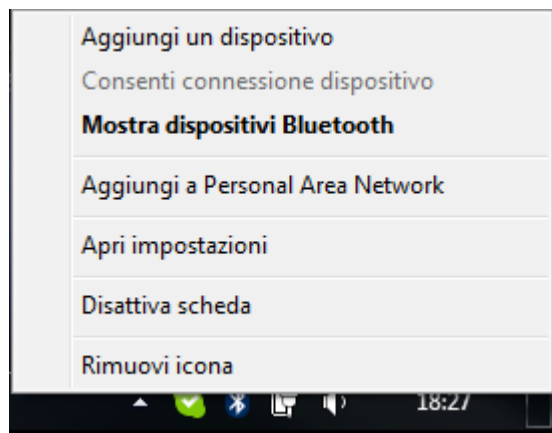 Aggiungi un dispositivo
Consenti connessione dispositivo
Mostra dispositivi Bluetooth
Aggiungi a Personal Area Network
Apri impostazioni
Disattiva scheda
Rimuovi icona
18:27